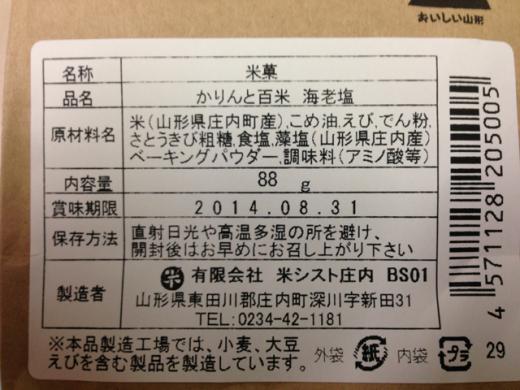 おいしい山形
名称 米菓
品名 かりんと百米 海老塩
原材料名 米(山形県庄内町産),こめ油,えび,でん粉,
さとうきび粗糖,食塩,藻塩(山形県庄内産)
ベーキングパウダー,調味料(アミノ酸等)
内容量 88 g
賞味期限 2014.08.31
保存方法 直射日光や高温多湿の所を避け、
開封後はお早めにお召し上がり下さい
製造者 米 有限会社 米シスト庄内 BS01
山形県東田川郡庄内町深川字新田31
TEL:0234-42-1181
※本品製造工場では、小麦、大豆
えびを含む製品を製造しています。
外袋 紙 内袋 プラ 29
4571128205005